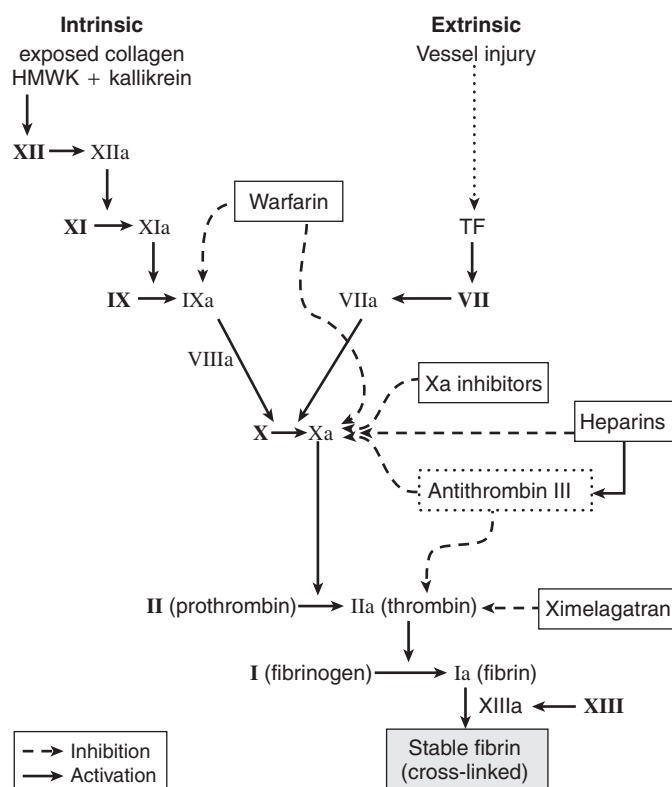 Intrinsic
exposed collagen
HMWK + kallikrein
Extrinsic
Vessel injury
XII
XIIa
Warfarin
XI
XIa
TF
IX
IXa
VIIa
VII
VIIIa
Xa inhibitors
X
Xa
Heparins
Antithrombin III
II (prothrombin)
IIa (thrombin)
Ximelagatran
I (fibrinogen)
Ia (fibrin)
XIIIa
XIII
Stable fibrin
(cross-linked)
Inhibition
Activation